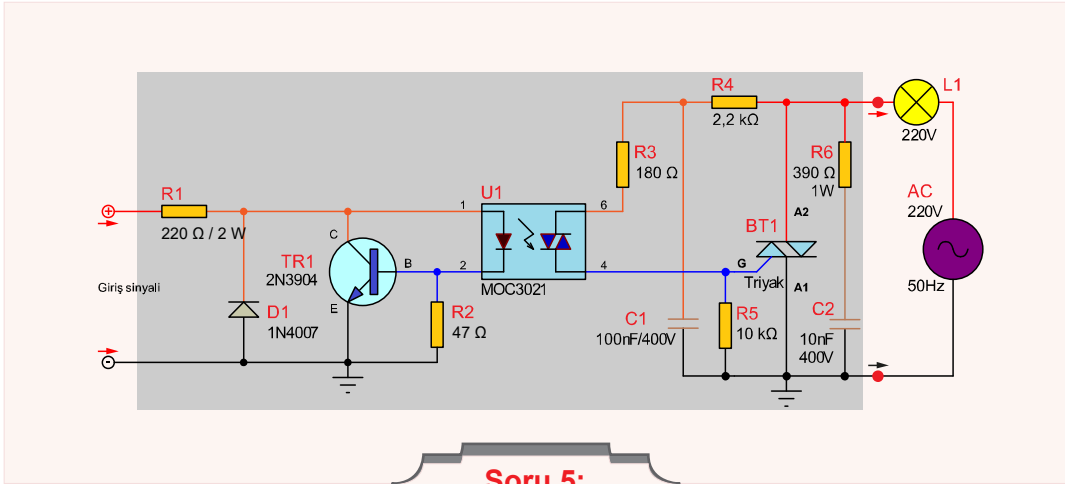 R4
2,2 kΩ
L1
220V
R3
180 Ω
R6
390 Ω
1W
R1
220 Ω / 2 W
U1
1
6
2
4
MOC3021
AC
220V
50Hz
A2
BT1
G
Triyak
A1
C
TR1
2N3904
B
E
Giriş sinyali
D1
1N4007
R2
47 Ω
C1
100nF/400V
R5
10 kΩ
C2
10nF
400V
Soru 5: